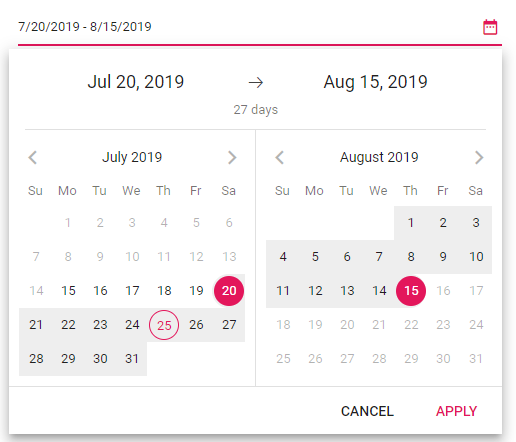 7/20/2019 - 8/15/2019
Jul 20, 2019 → Aug 15, 2019
27 days
July 2019
Su Mo Tu We Th Fr Sa
1 2 3 4 5 6
7 8 9 10 11 12 13
14 15 16 17 18 19 20
21 22 23 24 25 26 27
28 29 30 31
August 2019
Su Mo Tu We Th Fr Sa
1 2 3
4 5 6 7 8 9 10
11 12 13 14 15 16 17
18 19 20 21 22 23 24
25 26 27 28 29 30 31
CANCEL APPLY